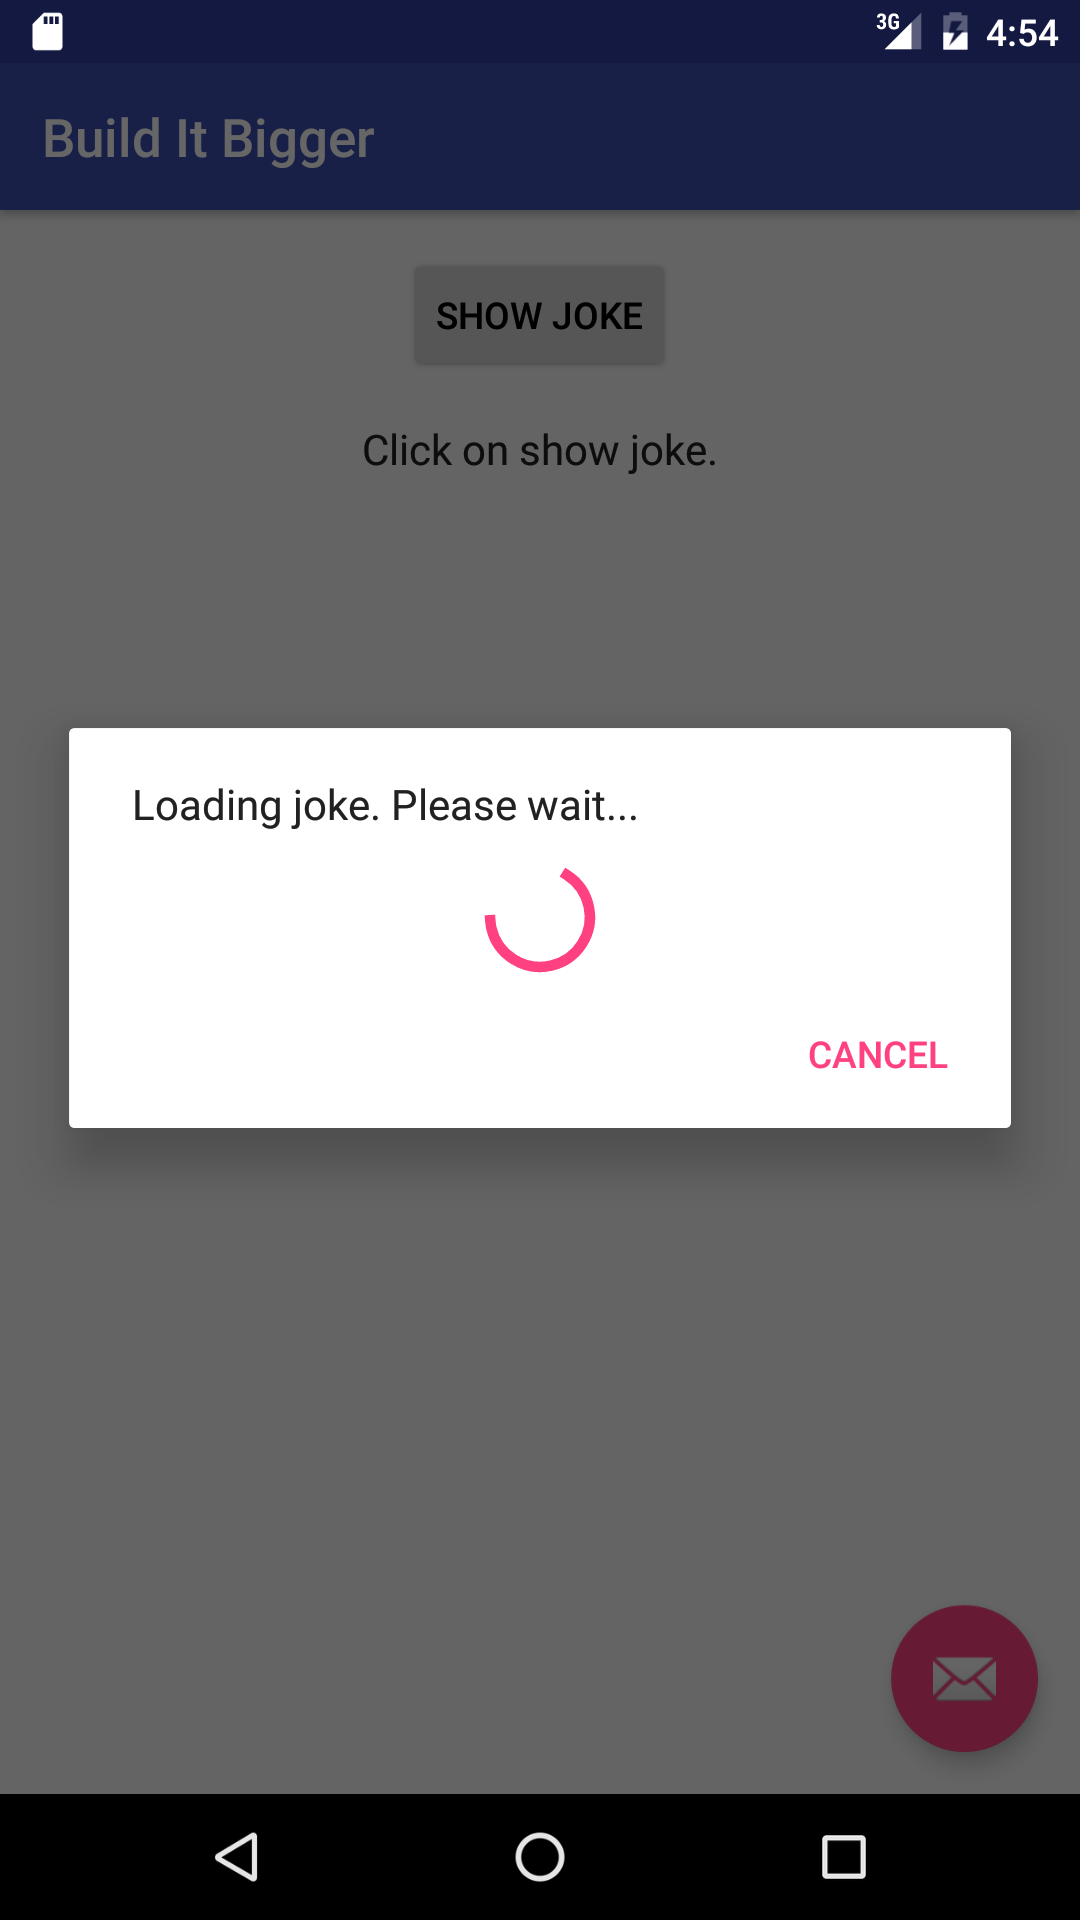 3G 4:54
Build It Bigger
SHOW JOKE
Click on show joke.
Loading joke. Please wait...
CANCEL